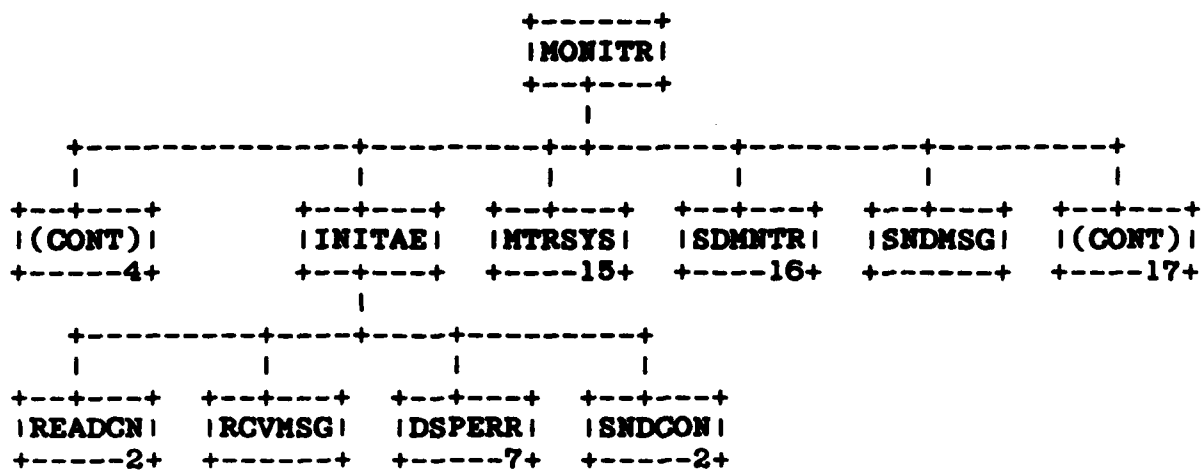 MONITR
(CONT) INITAE MTRSYS SDMNTR SNDMSG (CONT)
4 15 16 17
READCN RCVMSG DSPERR SNDCON
2 7 2